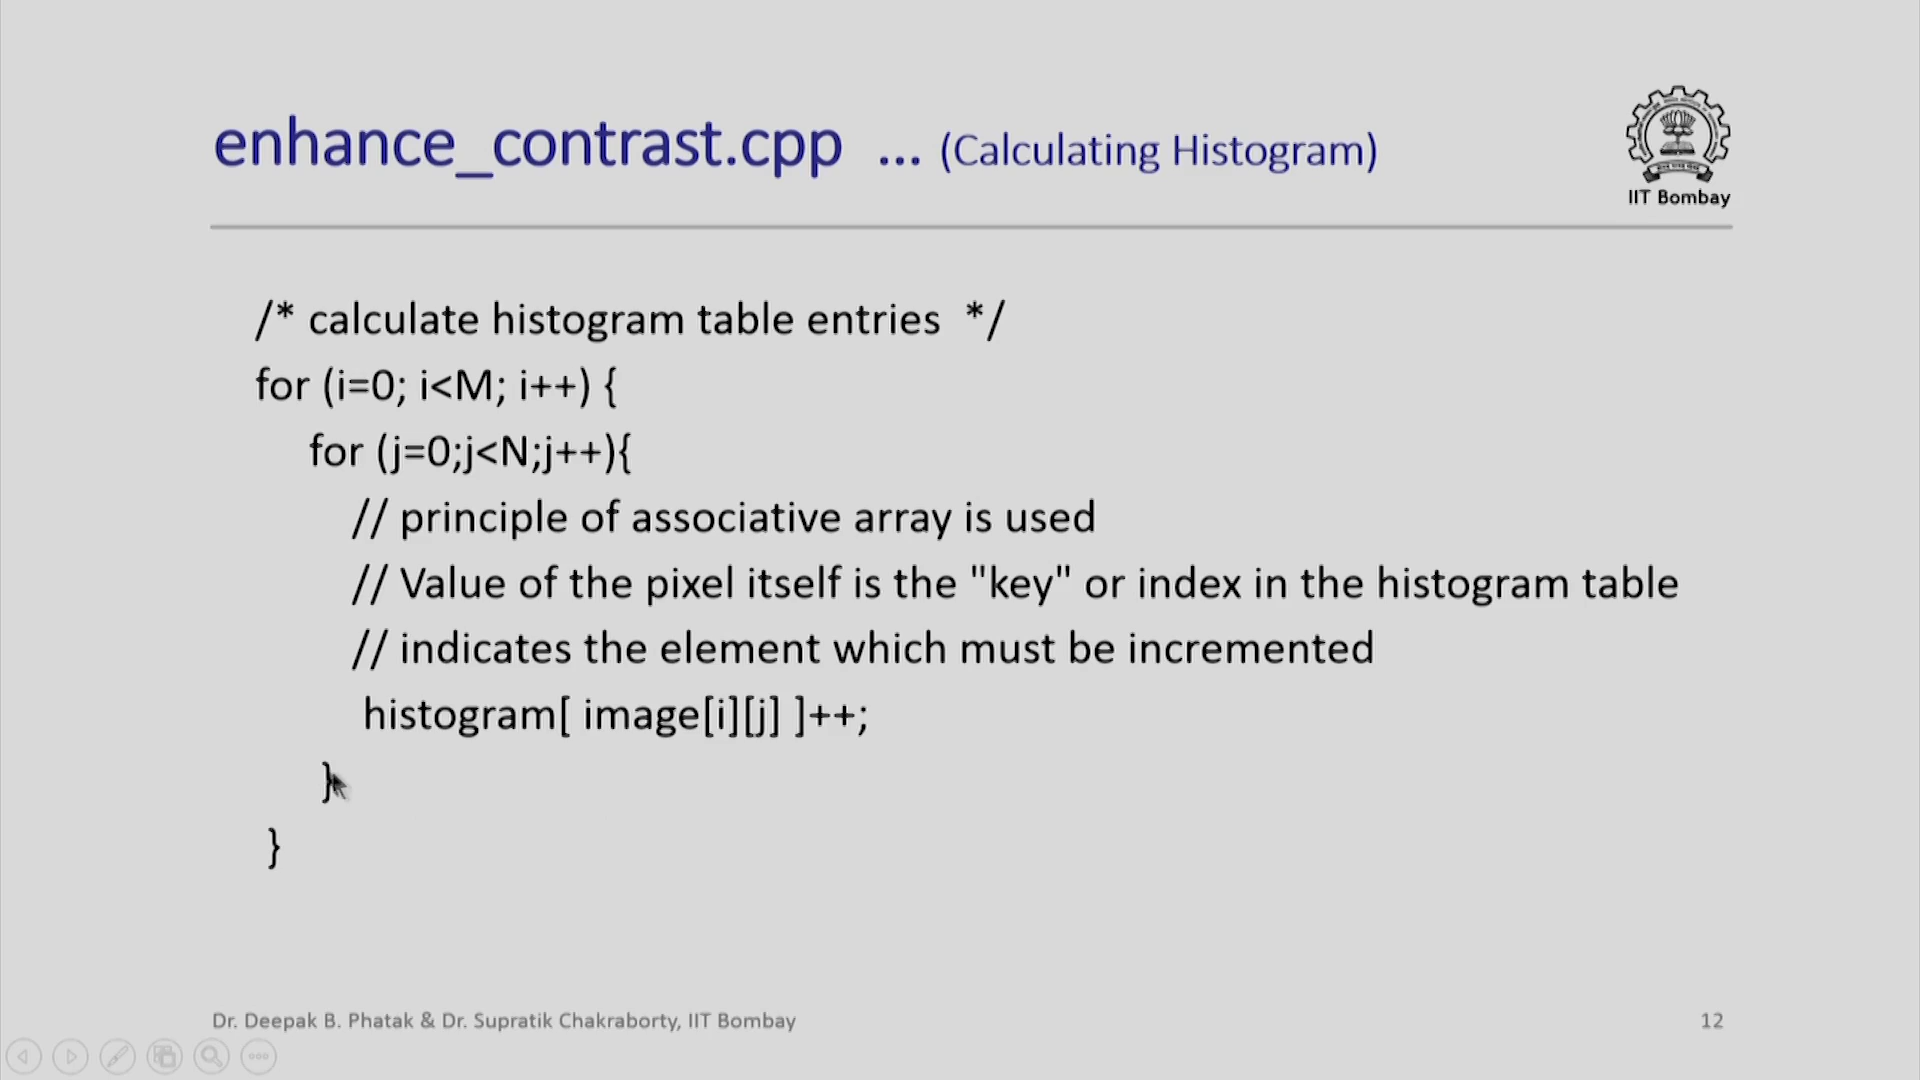 enhance_contrast.cpp ... (Calculating Histogram)
IIT Bombay
/* calculate histogram table entries */
for (i=0; i<M; i++) {
for (j=0;j<N;j++){
// principle of associative array is used
// Value of the pixel itself is the "key" or index in the histogram table
// indicates the element which must be incremented
histogram[ image[i][j] ]++;
}
}
Dr. Deepak B. Phatak & Dr. Supratik Chakraborty, IIT Bombay
12